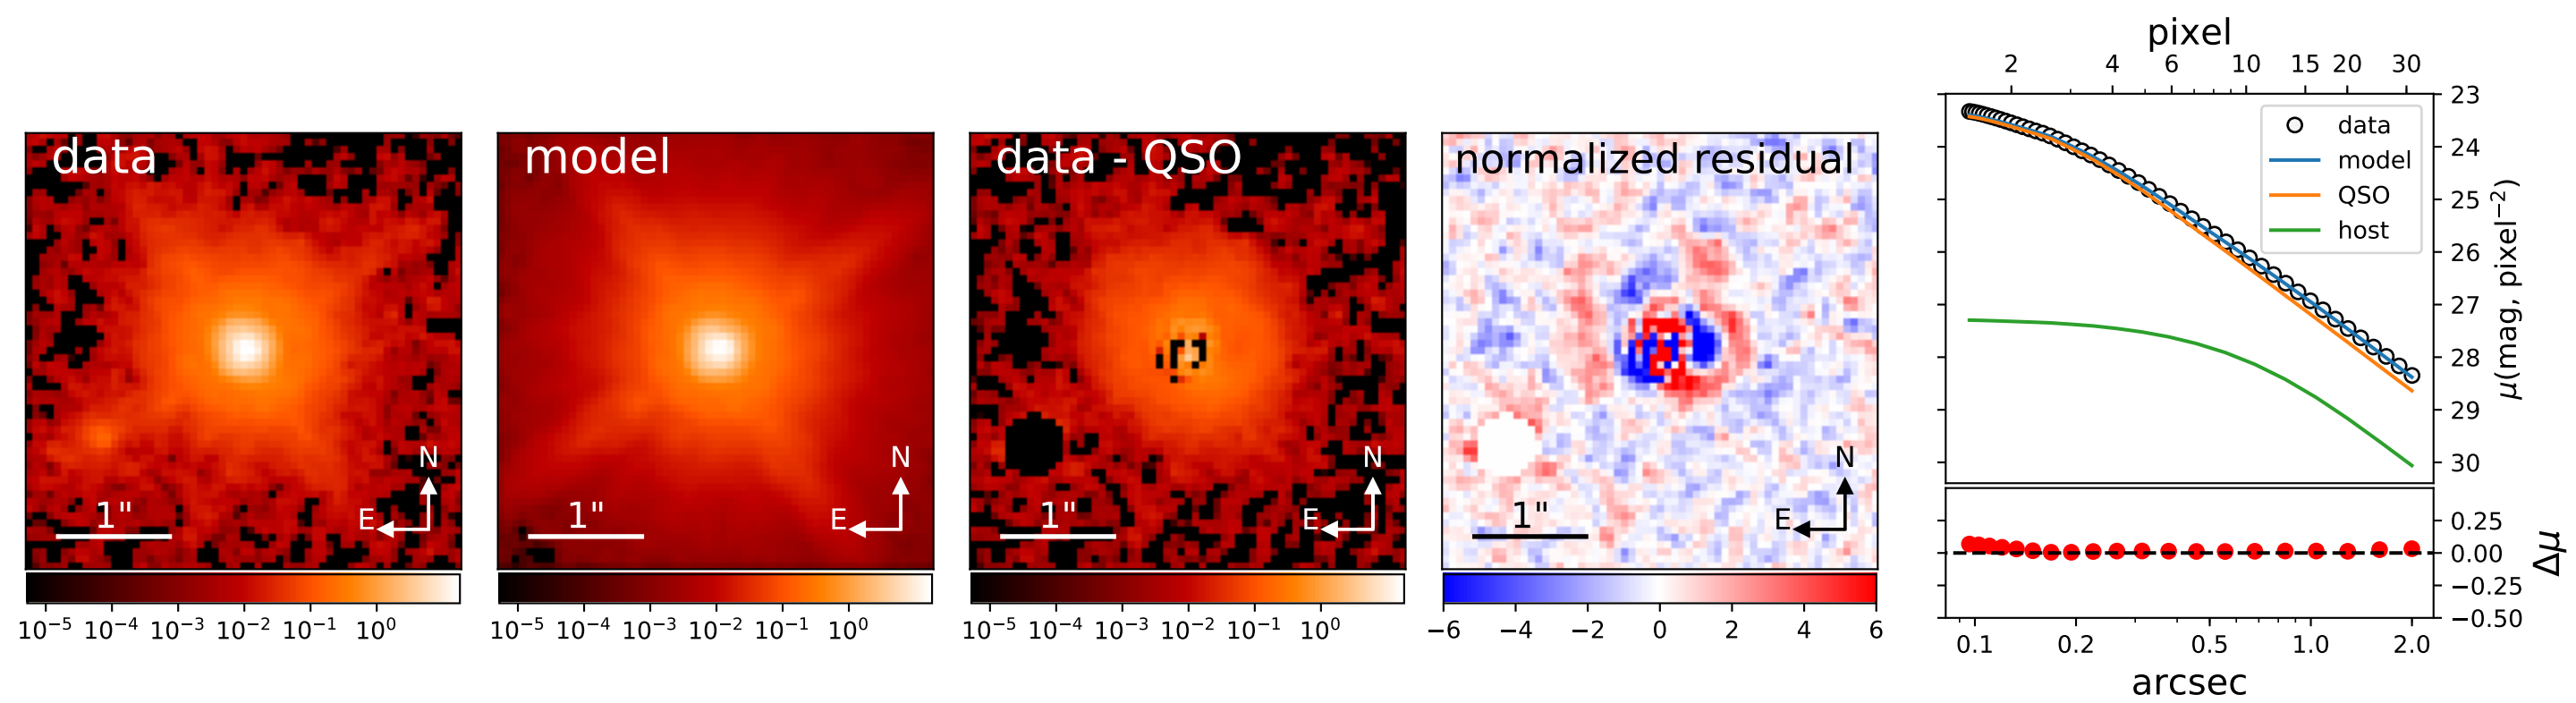 data
N
E
1"
10⁻⁵ 10⁻⁴ 10⁻³ 10⁻² 10⁻¹ 10⁰
model
N
E
1"
10⁻⁵ 10⁻⁴ 10⁻³ 10⁻² 10⁻¹ 10⁰
data - QSO
N
E
1"
10⁻⁵ 10⁻⁴ 10⁻³ 10⁻² 10⁻¹ 10⁰
normalized residual
N
E
1"
−6 −4 −2 0 2 4 6
pixel
2 4 6 10 15 20 30
data
model
QSO
host
23
24
25
26
27
28
29
30
μ(mag, pixel⁻²)
0.25
0.00
−0.25
−0.50
Δμ
0.1 0.2 0.5 1.0 2.0
arcsec